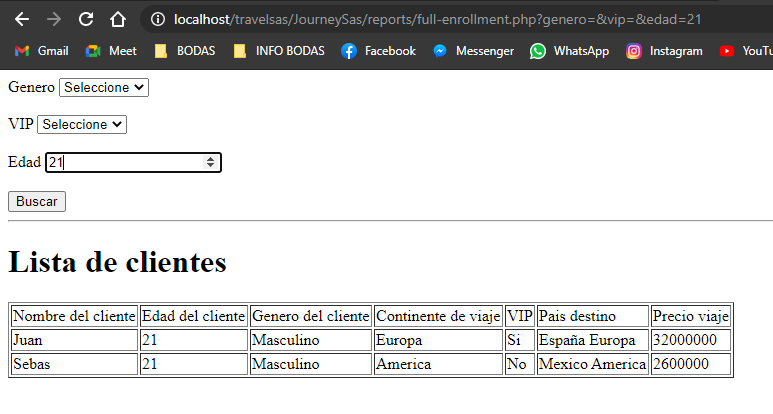 localhost/travelsas/JourneySas/reports/full-enrollment.php?genero=&vip=&edad=21
Gmail Meet BODAS INFO BODAS Facebook Messenger WhatsApp Instagram YouTu
Genero Seleccione
VIP Seleccione
Edad 21
Buscar
Lista de clientes
Nombre del cliente Edad del cliente Genero del cliente Continente de viaje VIP Pais destino Precio viaje
Juan 21 Masculino Europa Si España Europa 32000000
Sebas 21 Masculino America No Mexico America 2600000